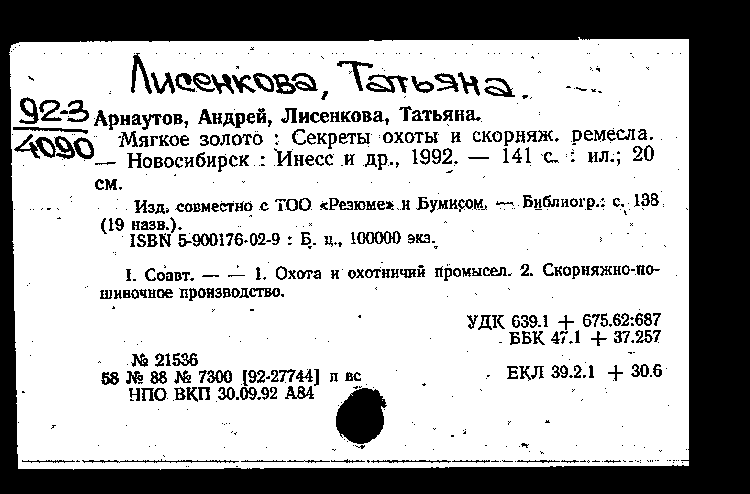 Лисенкова, Татьяна.
92-3
4090
Арнаутов, Андрей, Лисенкова, Татьяна.
Мягкое золото : Секреты охоты и скорняж. ремесла.
— Новосибирск : Инесс и др., 1992. — 141 с. : ил.; 20
см.
Изд. совместно с ТОО «Резюме» и Бумиром. — Библиогр.: с. 138
(19 назв.).
ISBN 5-900176-02-9 : Б. ц., 100000 экз.
I. Соавт. — — 1. Охота и охотничий промысел. 2. Скорняжно-по-
шивочное производство.
УДК 639.1 + 675.62:687
ББК 47.1 + 37.257
№ 21536
58 № 88 № 7300 [92-27744] п вс
ЕКЛ 39.2.1 + 30.6
НПО ВКП 30.09.92 А84